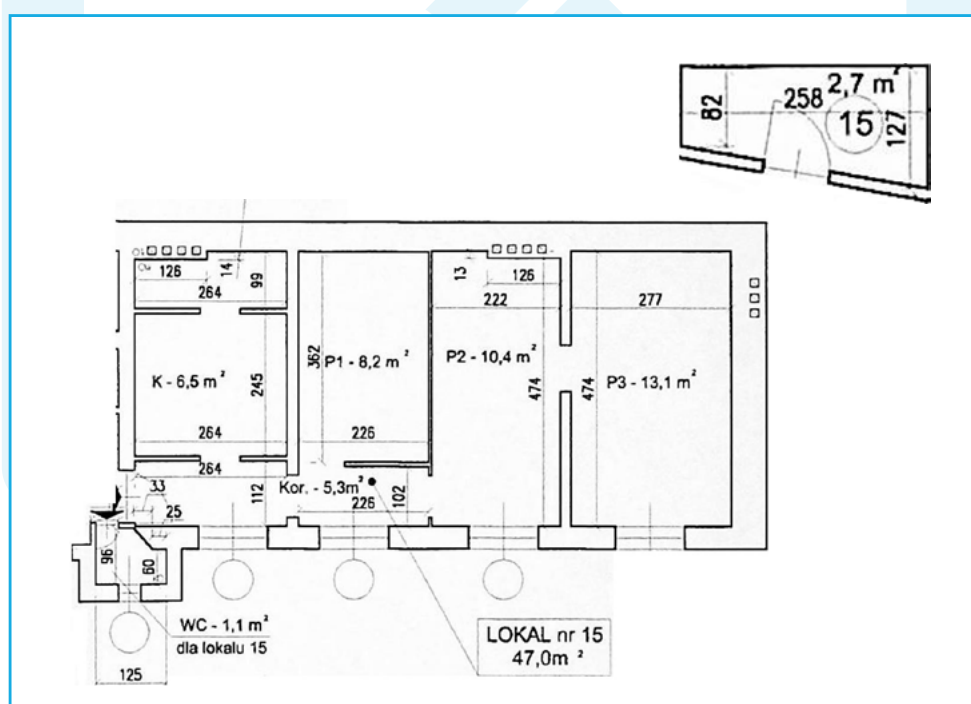 2,7 m²
82
258
15
127
126
14
99
264
13
126
222
277
K - 6,5 m²
245
362
P1 - 8,2 m²
P2 - 10,4 m²
474
474
P3 - 13,1 m²
264
226
264
33
25
112
Kor. - 5,3m²
226
102
96
60
WC - 1,1 m²
dla lokalu 15
125
LOKAL nr 15
47,0m²